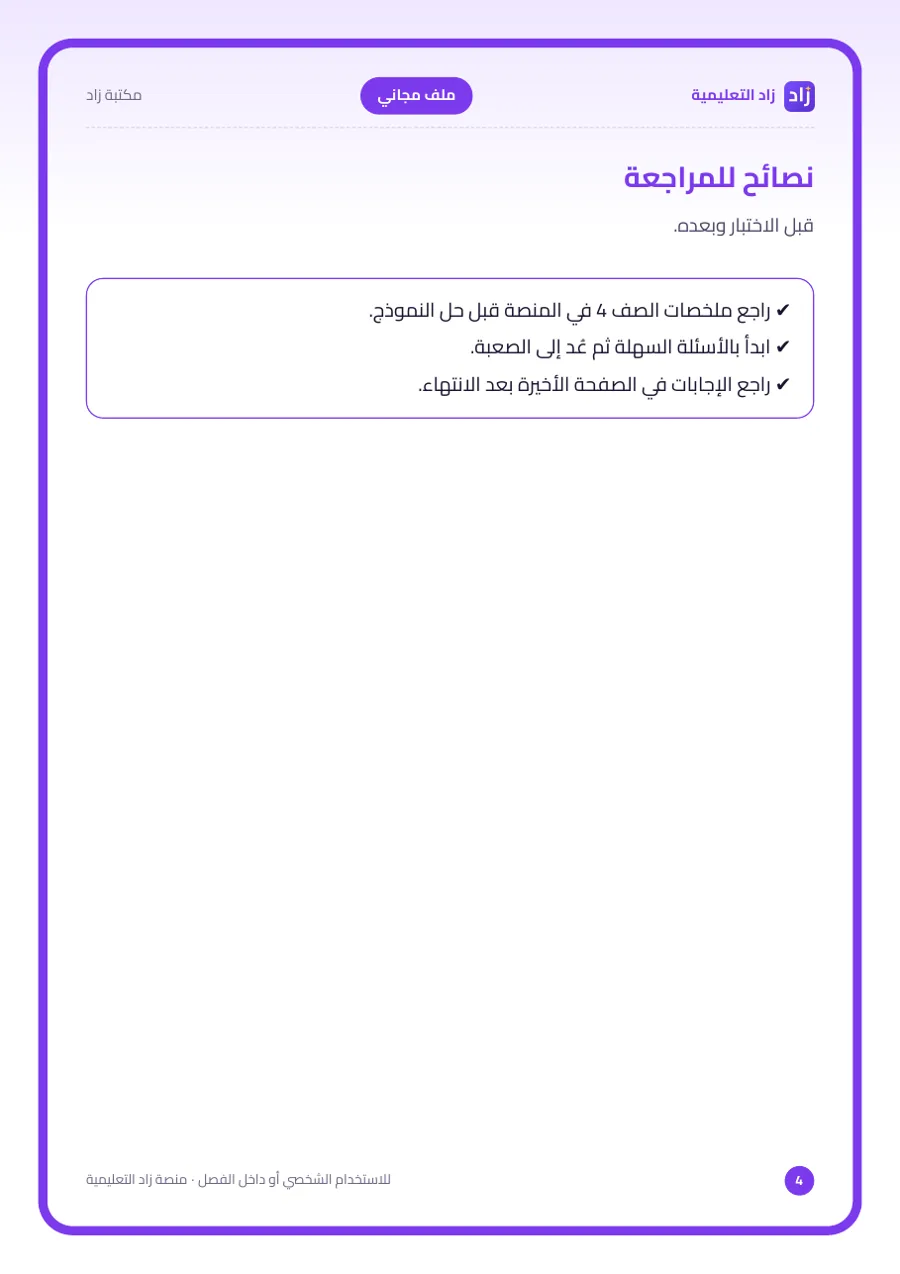 زاد زاد التعليمية
ملف مجاني
مكتبة زاد
نصائح للمراجعة
قبل الاختبار وبعده.
✔ راجع ملخصات الصف 4 في المنصة قبل حل النموذج.
✔ ابدأ بالأسئلة السهلة ثم عُد إلى الصعبة.
✔ راجع الإجابات في الصفحة الأخيرة بعد الانتهاء.
4
للاستخدام الشخصي أو داخل الفصل · منصة زاد التعليمية